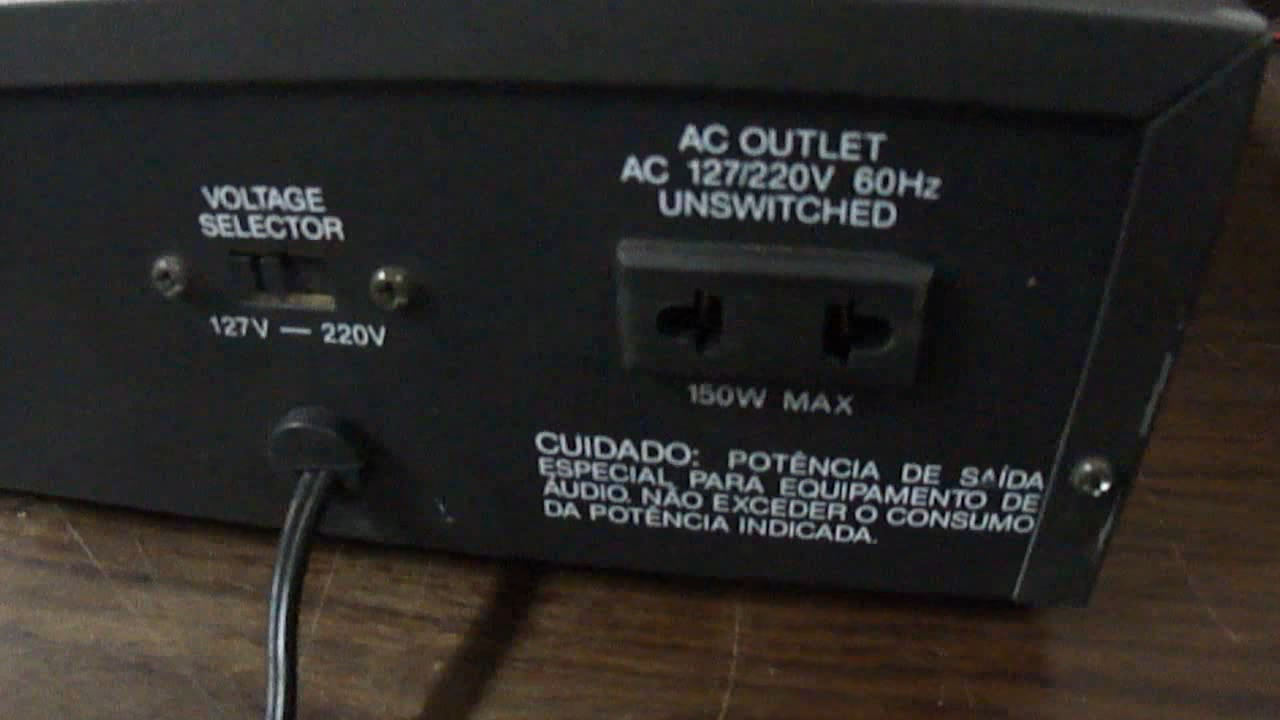 VOLTAGE
SELECTOR
127V — 220V
AC OUTLET
AC 127/220V 60Hz
UNSWITCHED
150W MAX
CUIDADO: POTÊNCIA DE SAÍDA
ESPECIAL PARA EQUIPAMENTO DE
ÁUDIO. NÃO EXCEDER O CONSUMO
DA POTÊNCIA INDICADA.